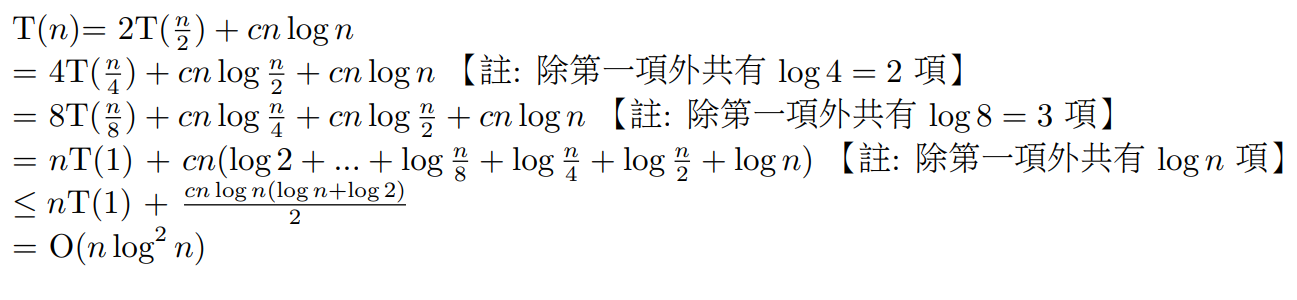 T(n)= 2T(n/2) + cn log n
= 4T(n/4) + cn log n/2 + cn log n 【註: 除第一項外共有 log 4 = 2 項】
= 8T(n/8) + cn log n/4 + cn log n/2 + cn log n 【註: 除第一項外共有 log 8 = 3 項】
= nT(1) + cn(log 2 + ... + log n/8 + log n/4 + log n/2 + log n) 【註: 除第一項外共有 log n 項】
≤ nT(1) + cn log n(log n+log 2)/2
= O(n log² n)